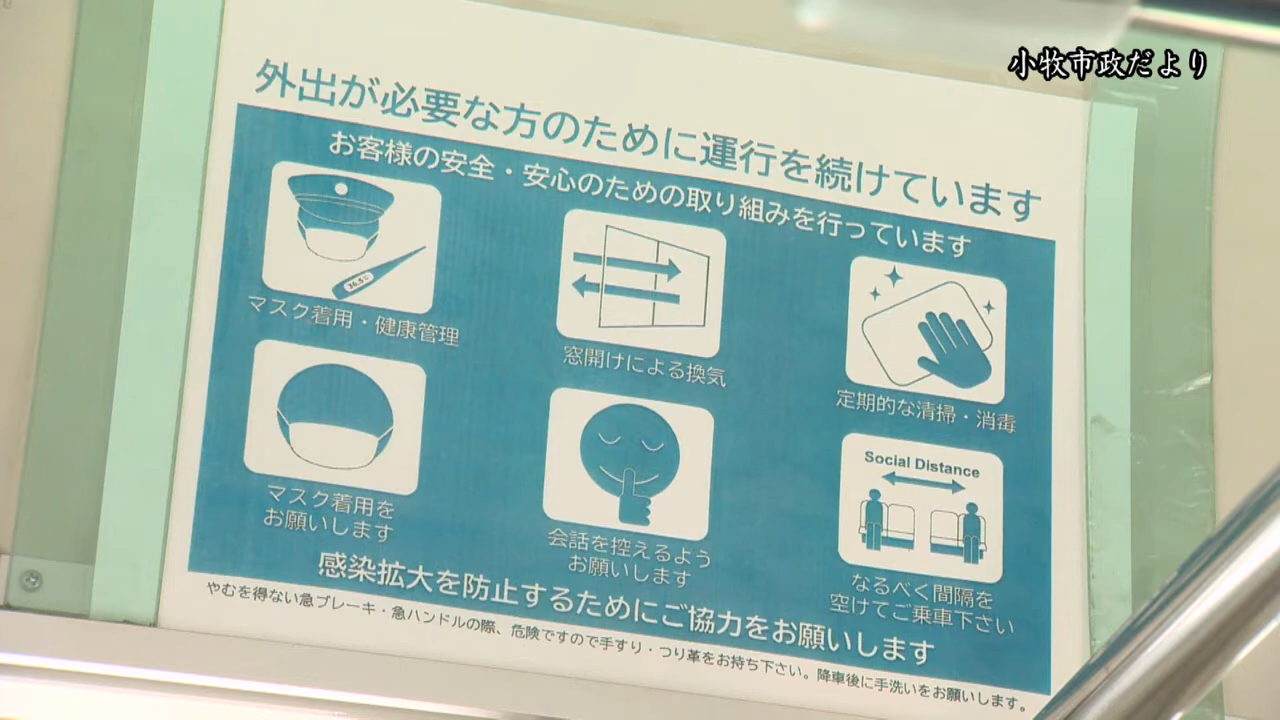 小牧市政だより
外出が必要な方のために運行を続けています
お客様の安全・安心のための取り組みを行っています
36.5℃
マスク着用・健康管理
窓開けによる換気
定期的な清掃・消毒
マスク着用を
お願いします
会話を控えるよう
お願いします
Social Distance
なるべく間隔を
空けてご乗車下さい
感染拡大を防止するためにご協力をお願いします
やむを得ない急ブレーキ・急ハンドルの際、危険ですので手すり・つり革をお持ち下さい。降車後に手洗いをお願いします。